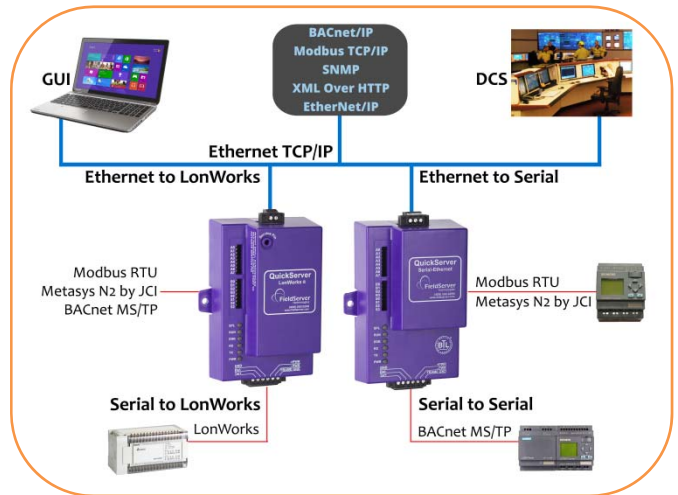 BACnet/IP
Modbus TCP/IP
SNMP
XML Over HTTP
EtherNet/IP
GUI
DCS
Ethernet TCP/IP
Ethernet to LonWorks
Ethernet to Serial
Modbus RTU
Metasys N2 by JCI
BACnet MS/TP
QuickServer
LonWorks
FieldServer
QuickServer
Serial-Ethernet
FieldServer
BTL
Modbus RTU
Metasys N2 by JCI
Serial to LonWorks
LonWorks
Serial to Serial
BACnet MS/TP